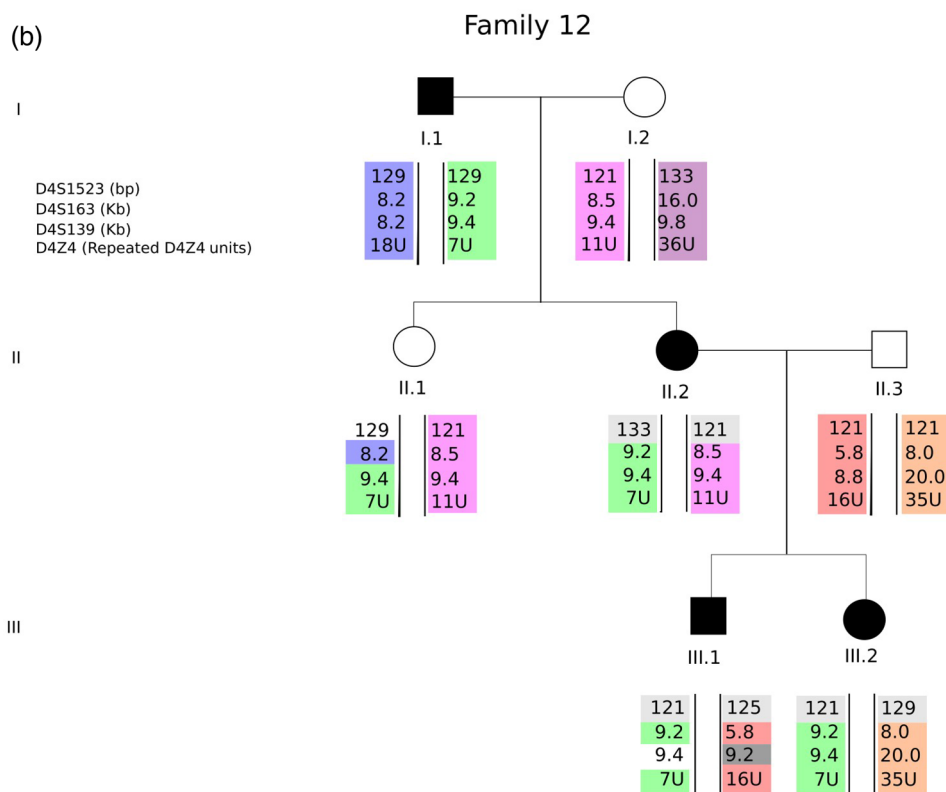 (b)
Family 12
I
I.1
I.2
D4S1523 (bp)
D4S163 (Kb)
D4S139 (Kb)
D4Z4 (Repeated D4Z4 units)
129 129 121 133
8.2 9.2 8.5 16.0
8.2 9.4 9.4 9.8
18U 7U 11U 36U
II
II.1
II.2
II.3
129 121 133 121 121 121
8.2 8.5 9.2 8.5 5.8 8.0
9.4 9.4 9.4 9.4 8.8 20.0
7U 11U 7U 11U 16U 35U
III
III.1
III.2
121 125 121 129
9.2 5.8 9.2 8.0
9.4 9.2 9.4 20.0
7U 16U 7U 35U